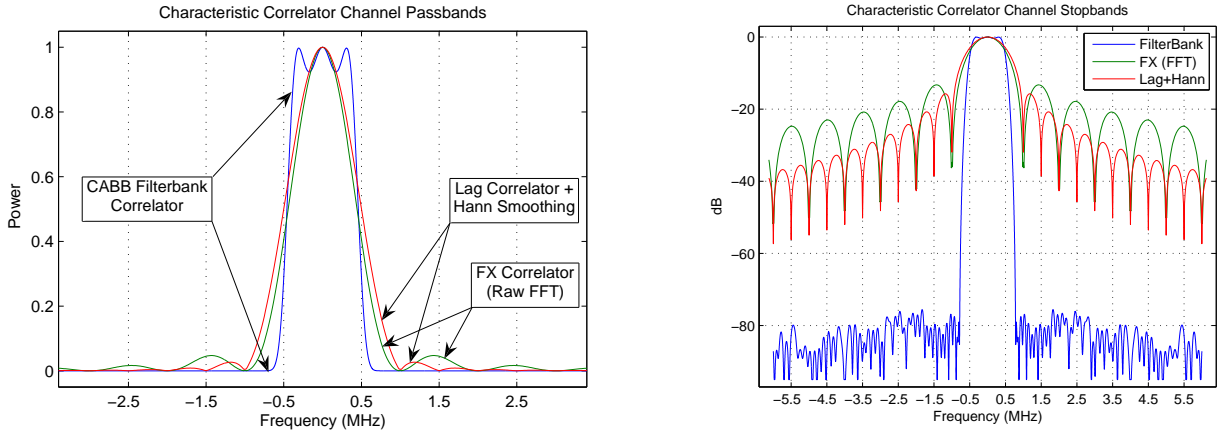 Characteristic Correlator Channel Passbands
1
0.8
0.6
0.4
0.2
0
Power
CABB Filterbank
Correlator
Lag Correlator +
Hann Smoothing
FX Correlator
(Raw FFT)
−2.5 −1.5 −0.5 0.5 1.5 2.5
Frequency (MHz)
Characteristic Correlator Channel Stopbands
0
−20
−40
−60
−80
dB
FilterBank
FX (FFT)
Lag+Hann
−5.5 −4.5 −3.5 −2.5 −1.5 −0.5 0.5 1.5 2.5 3.5 4.5 5.5
Frequency (MHz)